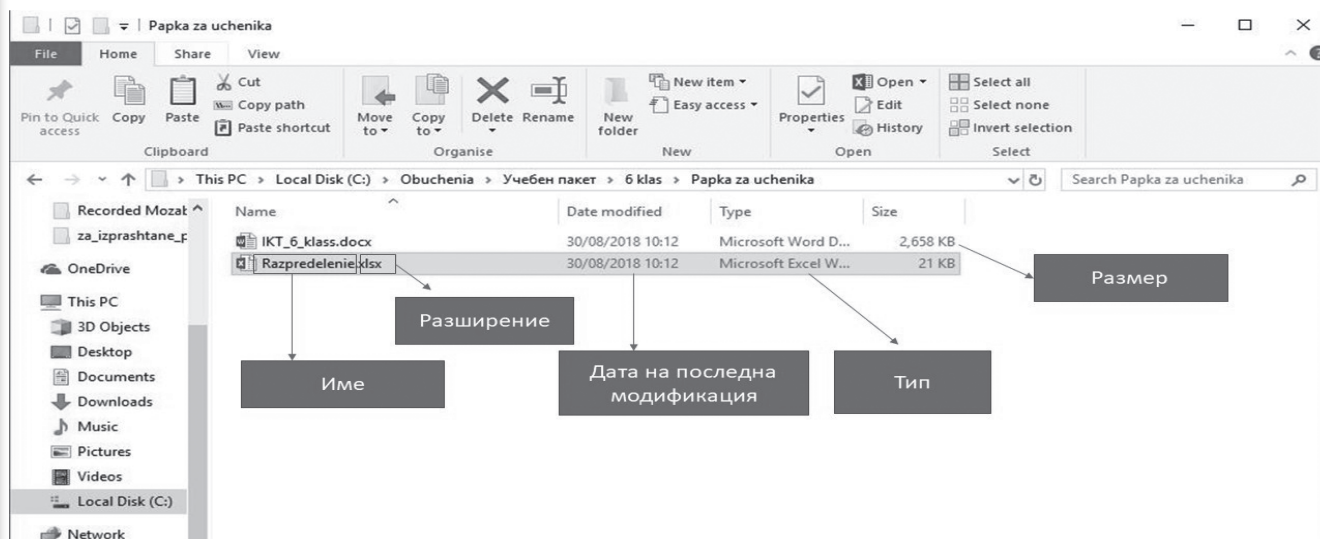 Papka za uchenika
File Home Share View
Pin to Quick access
Copy
Paste
Cut
Copy path
Paste shortcut
Clipboard
Move to
Copy to
Delete
Rename
Organise
New folder
New item
Easy access
New
Properties
Open
Edit
History
Open
Select all
Select none
Invert selection
Select
This PC > Local Disk (C:) > Obuchenia > Учебен пакет > 6 klas > Papka za uchenika
Search Papka za uchenika
Recorded Mozab
za_izprashtane_p
OneDrive
This PC
3D Objects
Desktop
Documents
Downloads
Music
Pictures
Videos
Local Disk (C:)
Network
Name Date modified Type Size
IKT_6_klass.docx 30/08/2018 10:12 Microsoft Word D... 2,658 KB
Razpredelenie.xlsx 30/08/2018 10:12 Microsoft Excel W... 21 KB
Размер
Разширение
Име
Дата на последна
модификация
Тип